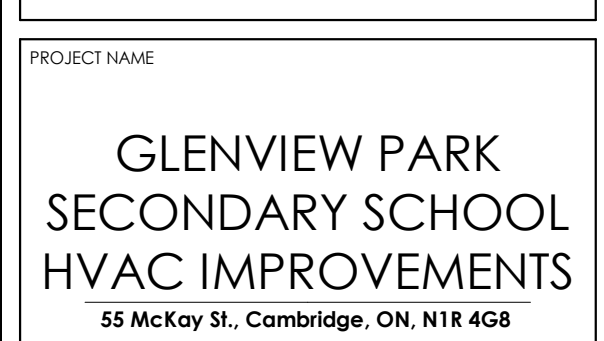 PROJECT NAME
GLENVIEW PARK
SECONDARY SCHOOL
HVAC IMPROVEMENTS
55 McKay St., Cambridge, ON, N1R 4G8